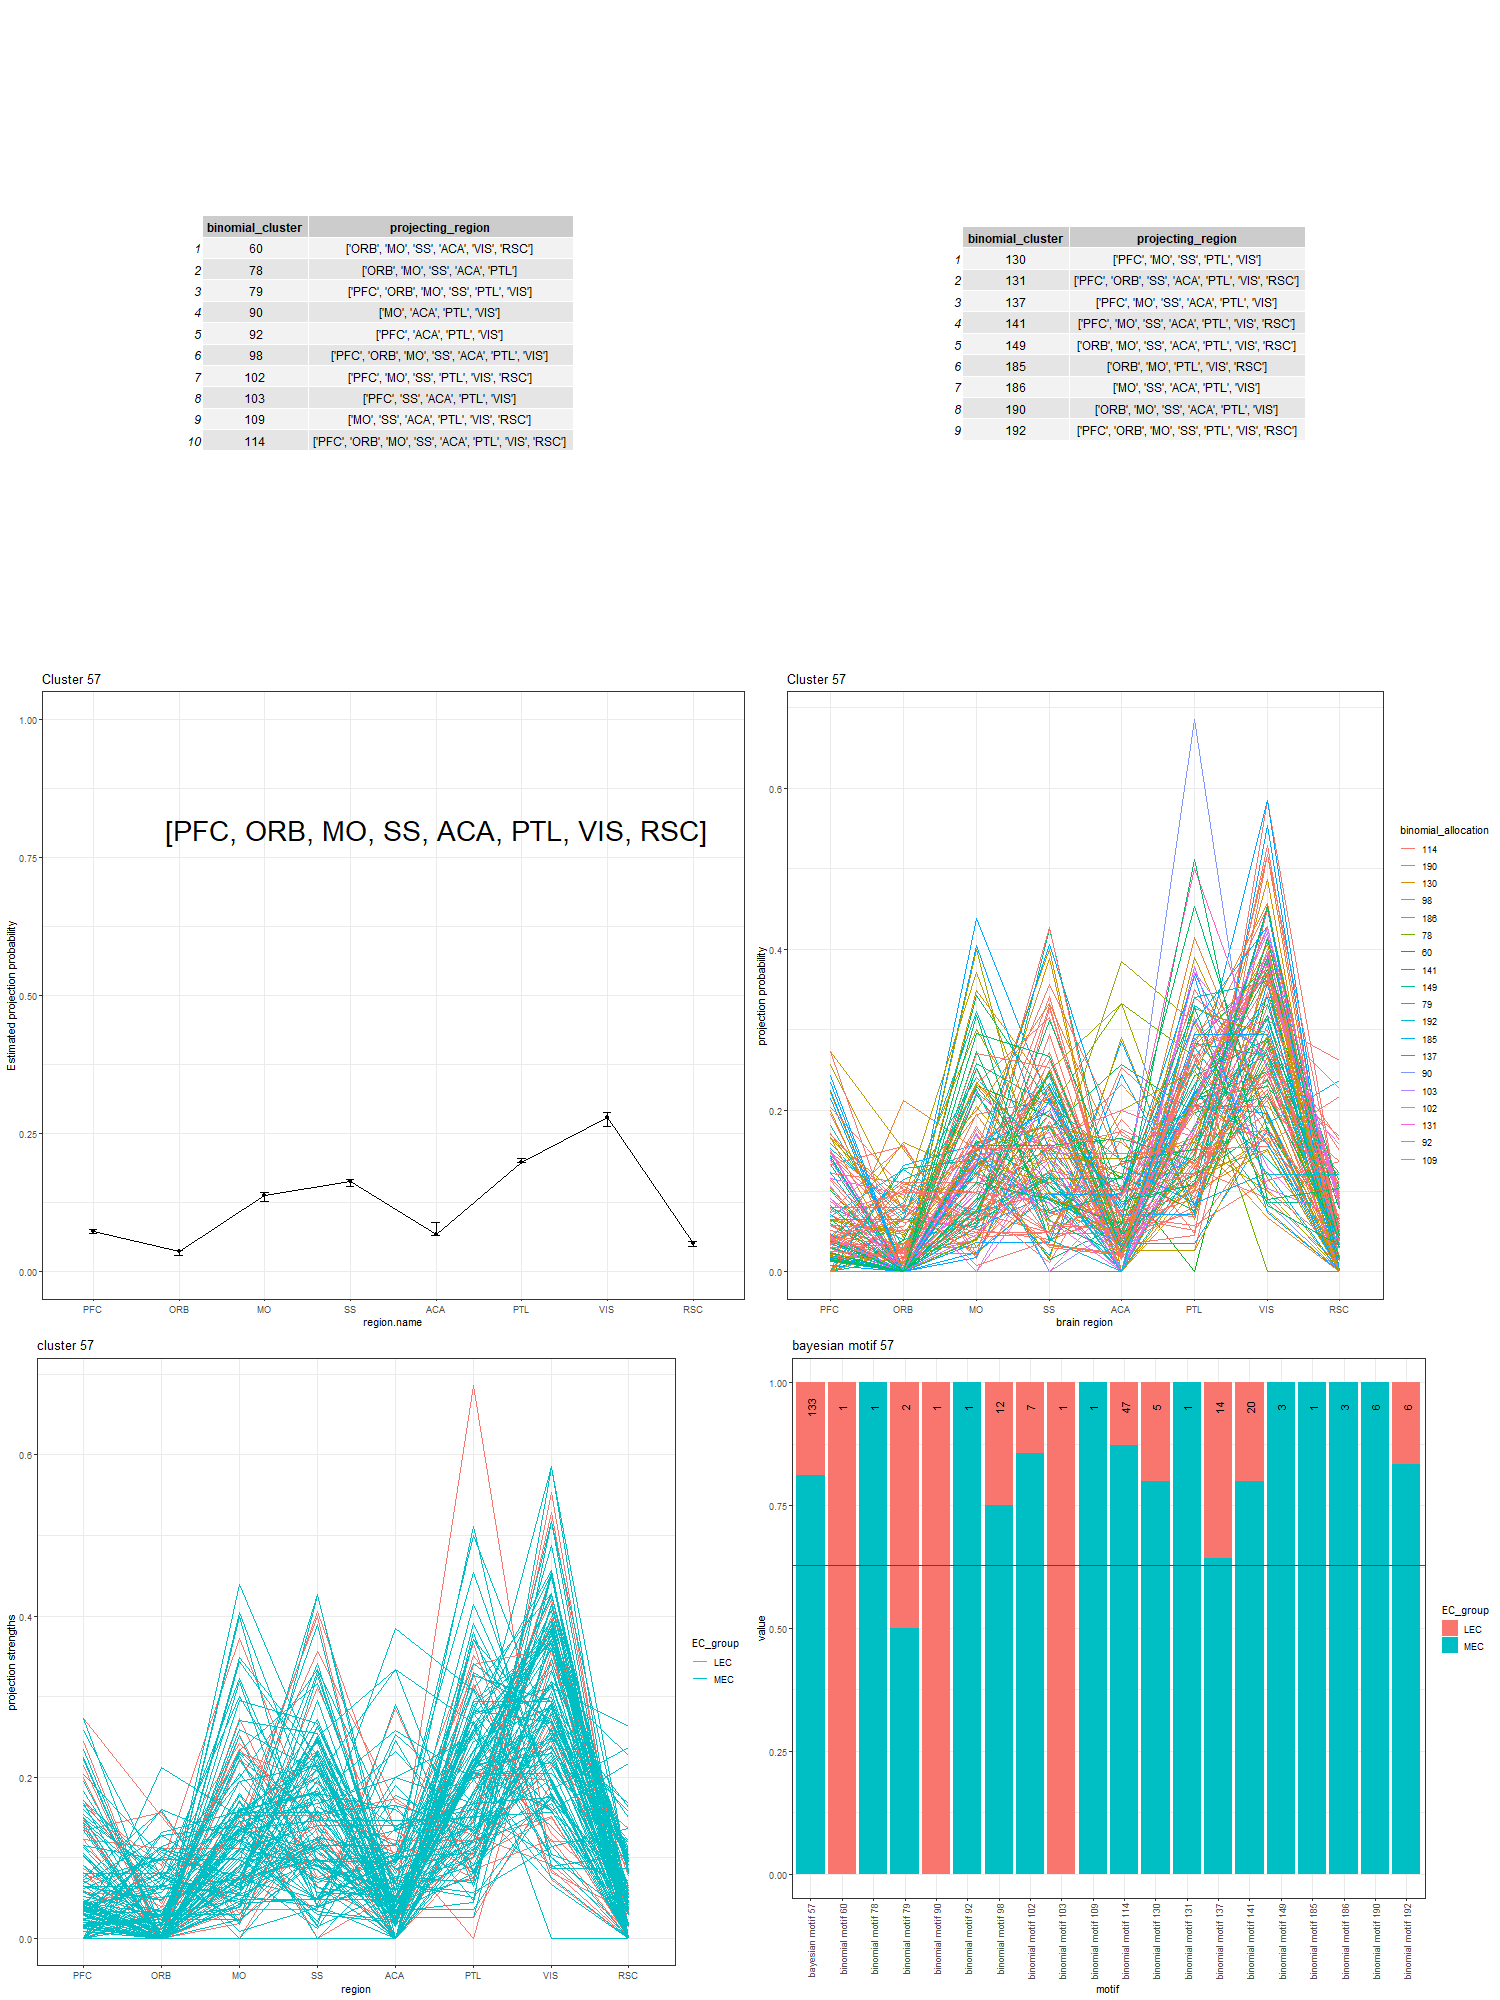 binomial_cluster projecting_region
1 60 ['ORB', 'MO', 'SS', 'ACA', 'VIS', 'RSC']
2 78 ['ORB', 'MO', 'SS', 'ACA', 'PTL']
3 79 ['PFC', 'ORB', 'MO', 'SS', 'PTL', 'VIS']
4 90 ['MO', 'ACA', 'PTL', 'VIS']
5 92 ['PFC', 'ACA', 'PTL', 'VIS']
6 98 ['PFC', 'ORB', 'MO', 'SS', 'ACA', 'PTL', 'VIS']
7 102 ['PFC', 'MO', 'SS', 'PTL', 'VIS', 'RSC']
8 103 ['PFC', 'SS', 'ACA', 'PTL', 'VIS']
9 109 ['MO', 'SS', 'ACA', 'PTL', 'VIS', 'RSC']
10 114 ['PFC', 'ORB', 'MO', 'SS', 'ACA', 'PTL', 'VIS', 'RSC']
binomial_cluster projecting_region
1 130 ['PFC', 'MO', 'SS', 'PTL', 'VIS']
2 131 ['PFC', 'ORB', 'SS', 'ACA', 'PTL', 'VIS', 'RSC']
3 137 ['PFC', 'MO', 'SS', 'ACA', 'PTL', 'VIS']
4 141 ['PFC', 'MO', 'SS', 'ACA', 'PTL', 'VIS', 'RSC']
5 149 ['ORB', 'MO', 'SS', 'ACA', 'PTL', 'VIS', 'RSC']
6 185 ['ORB', 'MO', 'PTL', 'VIS', 'RSC']
7 186 ['MO', 'SS', 'ACA', 'PTL', 'VIS']
8 190 ['ORB', 'MO', 'SS', 'ACA', 'PTL', 'VIS']
9 192 ['PFC', 'ORB', 'MO', 'SS', 'PTL', 'VIS', 'RSC']
Cluster 57
Estimated projection probability
1.00
0.75
0.50
0.25
0.00
[PFC, ORB, MO, SS, ACA, PTL, VIS, RSC]
PFC ORB MO SS ACA PTL VIS RSC
region.name
Cluster 57
projection probability
0.6
0.4
0.2
0.0
PFC ORB MO SS ACA PTL VIS RSC
brain region
binomial_allocation
114
190
130
98
186
78
60
141
149
79
192
185
137
90
103
102
131
92
109
cluster 57
projection strengths
0.6
0.4
0.2
0.0
PFC ORB MO SS ACA PTL VIS RSC
region
EC_group
LEC
MEC
bayesian motif 57
value
1.00
0.75
0.50
0.25
0.00
133 1 1 2 1 1 12 7 1 1 47 5 1 14 20 3 1 3 6 6
bayesian motif 57
binomial motif 60
binomial motif 78
binomial motif 79
binomial motif 90
binomial motif 92
binomial motif 98
binomial motif 102
binomial motif 103
binomial motif 109
binomial motif 114
binomial motif 130
binomial motif 131
binomial motif 137
binomial motif 141
binomial motif 149
binomial motif 185
binomial motif 186
binomial motif 190
binomial motif 192
motif
EC_group
LEC
MEC